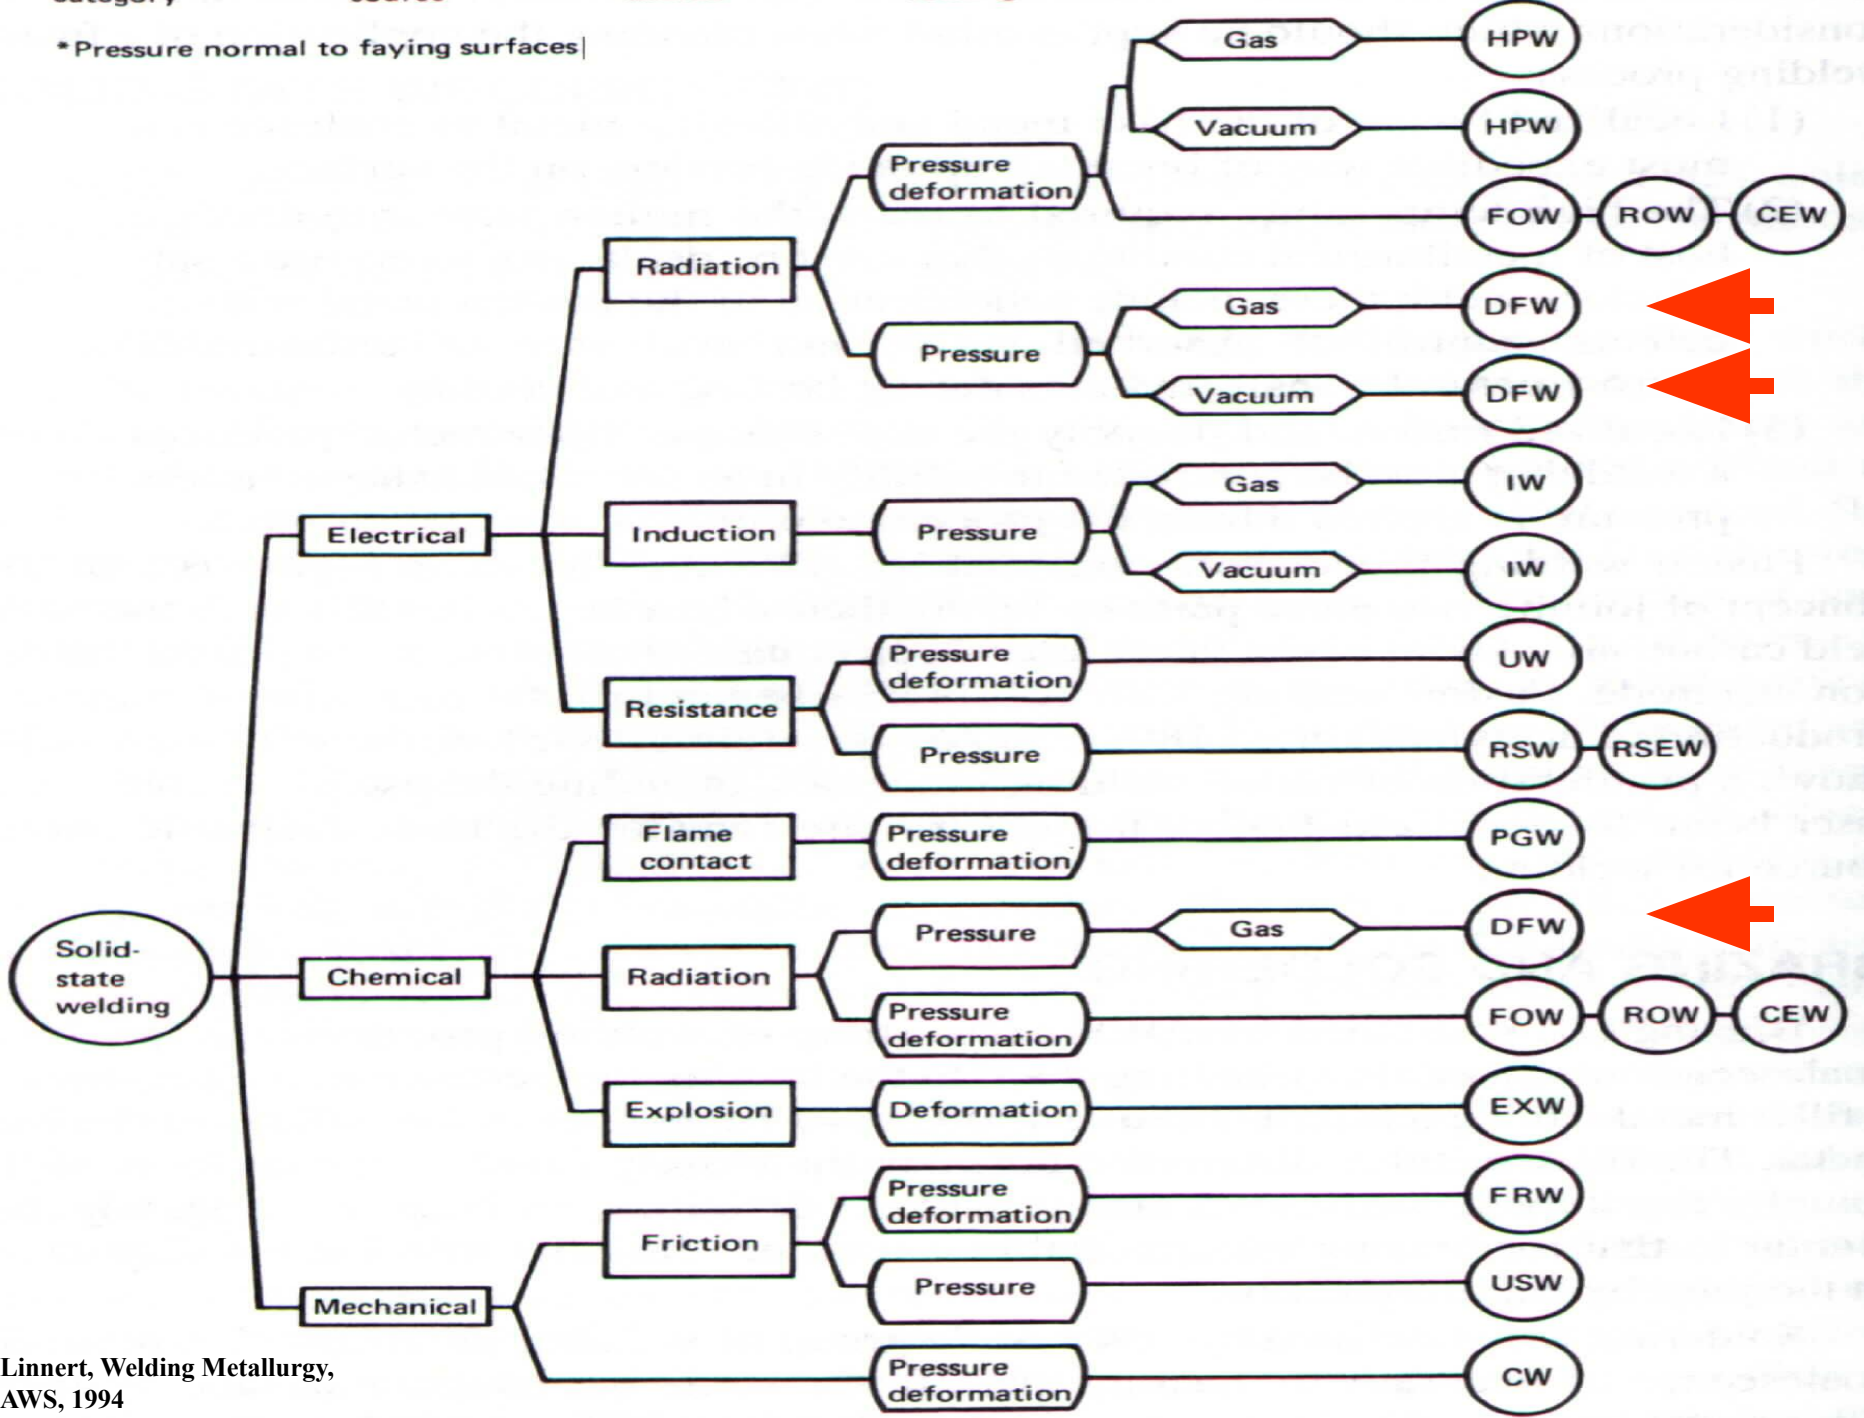 *Pressure normal to faying surfaces
Gas
HPW
Vacuum
HPW
Pressure
deformation
FOW
ROW
CEW
Radiation
Gas
DFW
Pressure
Vacuum
DFW
Gas
IW
Electrical
Induction
Pressure
Vacuum
IW
Pressure
deformation
UW
Resistance
Pressure
RSW
RSEW
Flame
contact
Pressure
deformation
PGW
Pressure
Gas
DFW
Solid-
state
welding
Chemical
Radiation
Pressure
deformation
FOW
ROW
CEW
Explosion
Deformation
EXW
Pressure
deformation
FRW
Friction
Pressure
USW
Mechanical
Pressure
deformation
CW
Linnert, Welding Metallurgy,
AWS, 1994